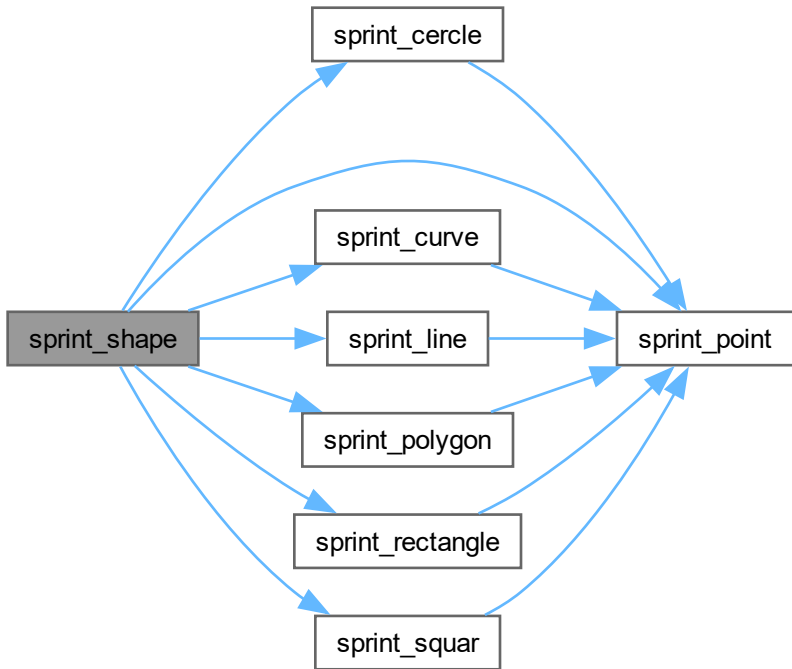 sprint_cercle
sprint_curve
sprint_shape
sprint_line
sprint_point
sprint_polygon
sprint_rectangle
sprint_squar